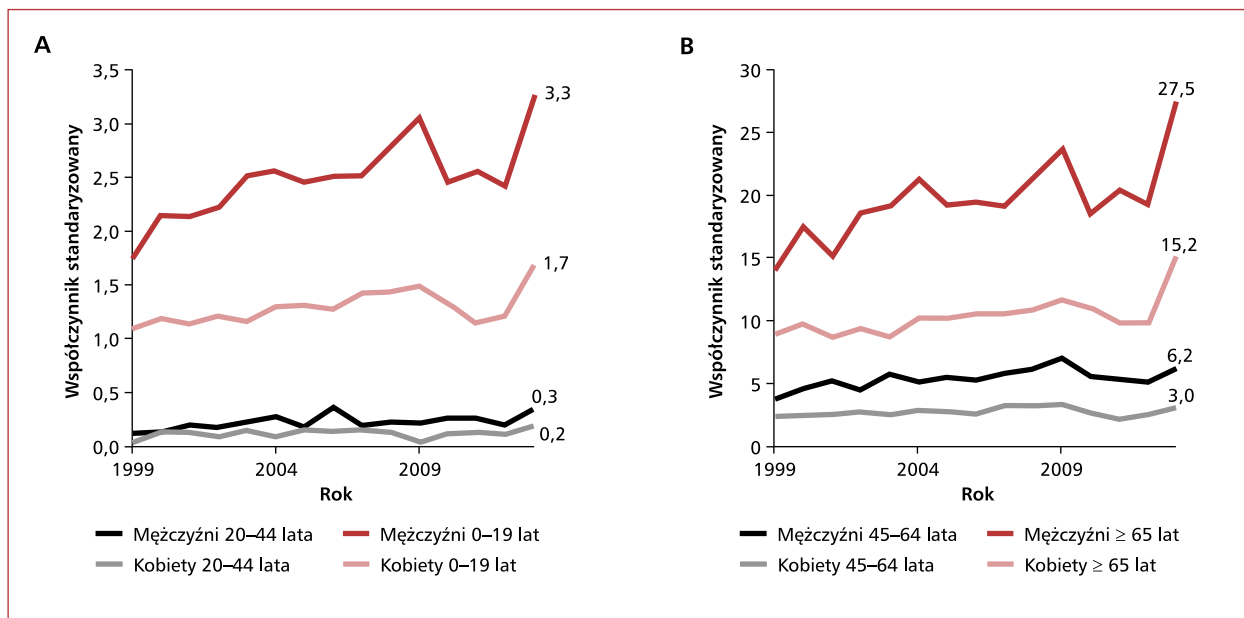 A
Współczynnik standaryzowany
3,5
3,0
2,5
2,0
1,5
1,0
0,5
0,0
3,3
1,7
0,3
0,2
1999
2004
2009
Rok
Mężczyźni 20–44 lata
Mężczyźni 0–19 lat
Kobiety 20–44 lata
Kobiety 0–19 lat
B
Współczynnik standaryzowany
30
25
20
15
10
5
0
27,5
15,2
6,2
3,0
1999
2004
2009
Rok
Mężczyźni 45–64 lata
Mężczyźni ≥ 65 lat
Kobiety 45–64 lata
Kobiety ≥ 65 lat